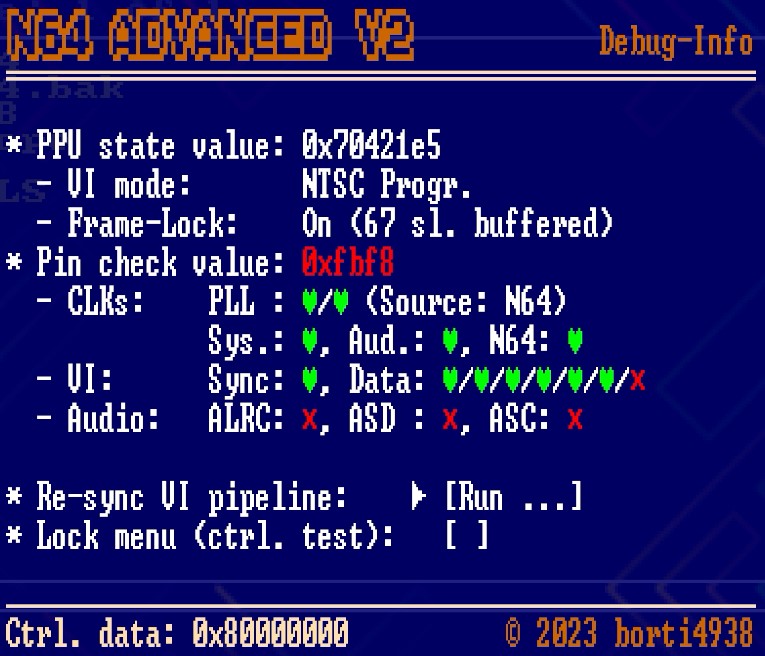 N64 ADVANCED V2
Debug-Info
4.bak
* PPU state value: 0x70421e5
- VI mode: NTSC Progr.
- Frame-Lock: On (67 sl. buffered)
* Pin check value: 0xfbf8
- CLKs: PLL : ♥/♥ (Source: N64)
Sys.: ♥, Aud.: ♥, N64: ♥
- VI: Sync: ♥, Data: ♥/♥/♥/♥/♥/♥/x
- Audio: ALRC: x, ASD : x, ASC: x
* Re-sync VI pipeline: ▶ [Run ...]
* Lock menu (ctrl. test): [ ]
Ctrl. data: 0x80000000
© 2023 borti4938